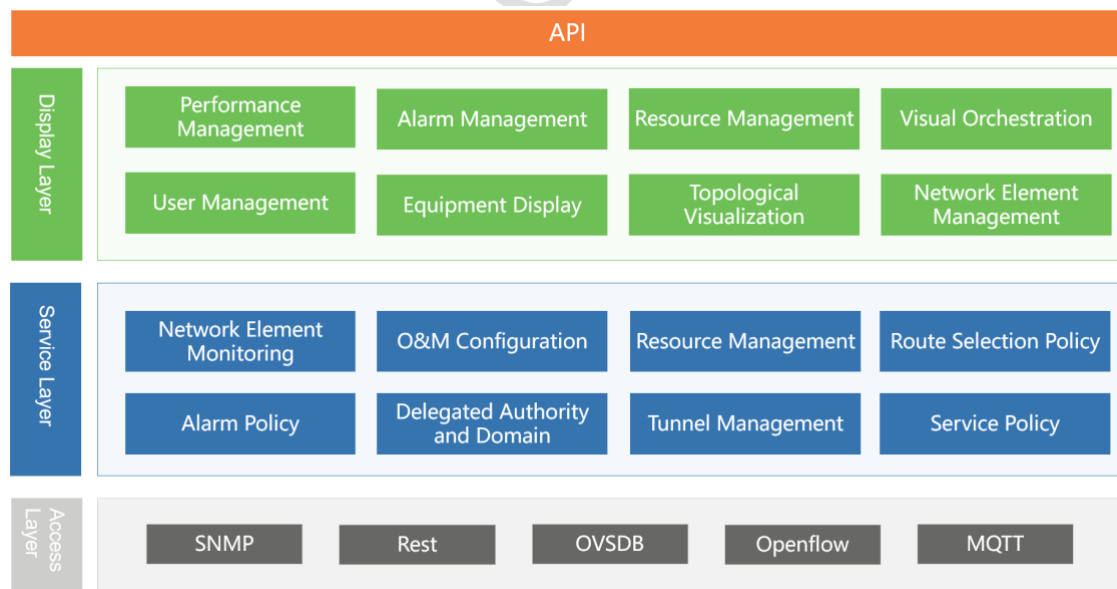 API
Display Layer
Performance
Management
Alarm Management
Resource Management
Visual Orchestration
User Management
Equipment Display
Topological
Visualization
Network Element
Management
Service Layer
Network Element
Monitoring
O&M Configuration
Resource Management
Route Selection Policy
Alarm Policy
Delegated Authority
and Domain
Tunnel Management
Service Policy
Access
Layer
SNMP
Rest
OVSDB
Openflow
MQTT